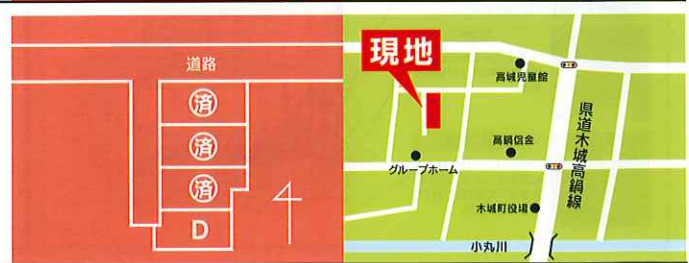 道路
済
済
済
D
現地
高城児童館
高鍋信金
グループホーム
県道木城高鍋線
木城町役場
小丸川